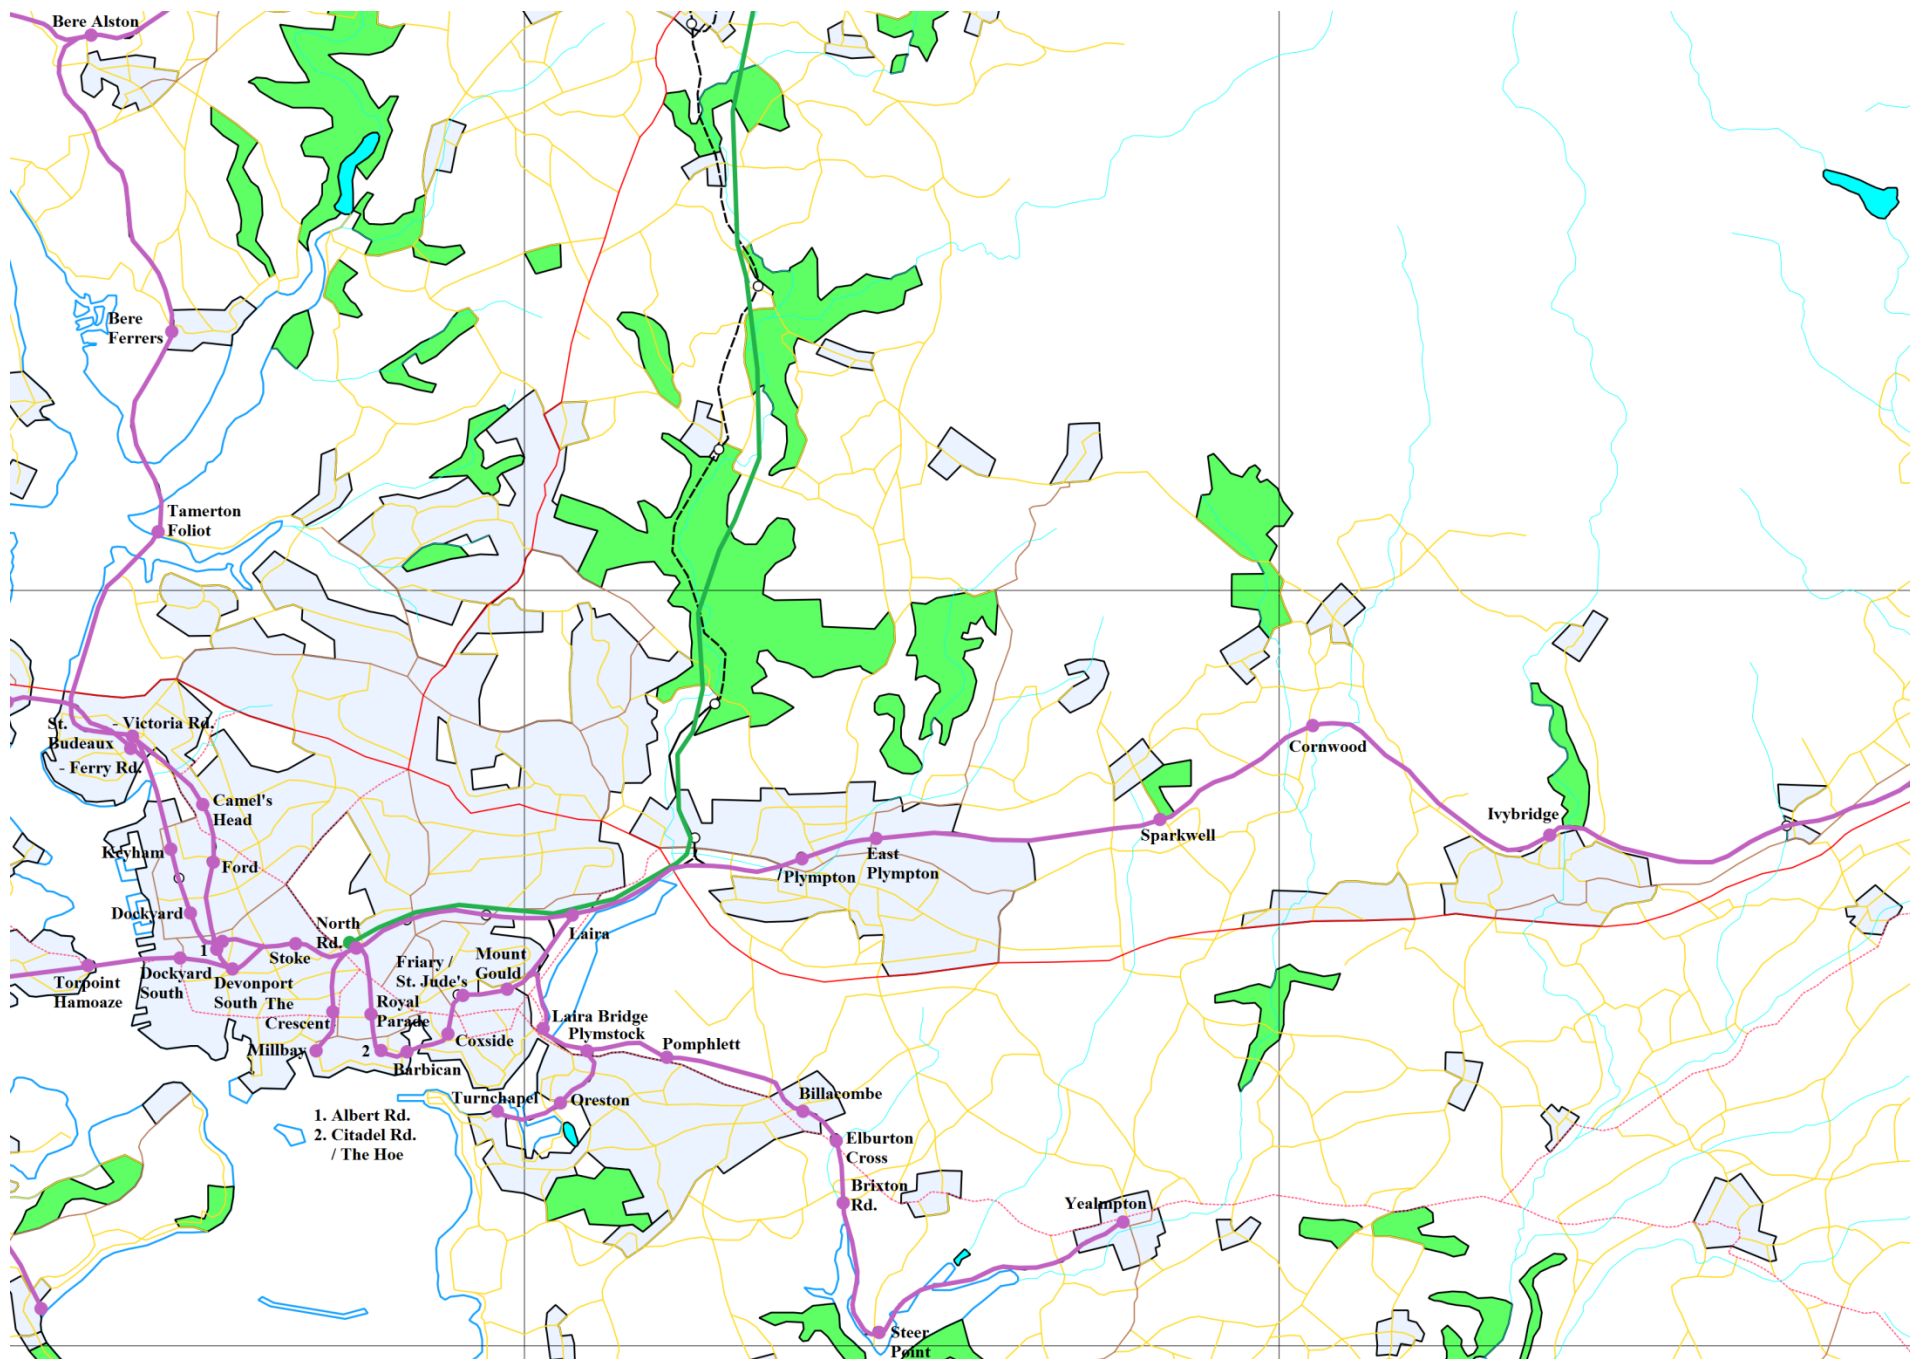 Bere Alston
Bere
Ferrers
Tamerton
Foliot
St.
Budeaux
- Victoria Rd.
- Ferry Rd.
Camel's
Head
Keyham
Ford
Dockyard
1
Stoke
North
Rd.
Torpoint
Hamoaze
Dockyard
South
Devonport
South
The
Crescent
Millbay
Royal
Parade
2
Barbican
Friary /
St. Jude's
Mount
Gould
Coxside
Laira
Laira Bridge
Plymstock
Pomphlett
Turnchapel
Oreston
Billacombe
Elburton
Cross
Brixton
Rd.
Yealmpton
Steer
Point
Plympton
East
Plympton
Sparkwell
Cornwood
Ivybridge
1. Albert Rd.
2. Citadel Rd.
/ The Hoe